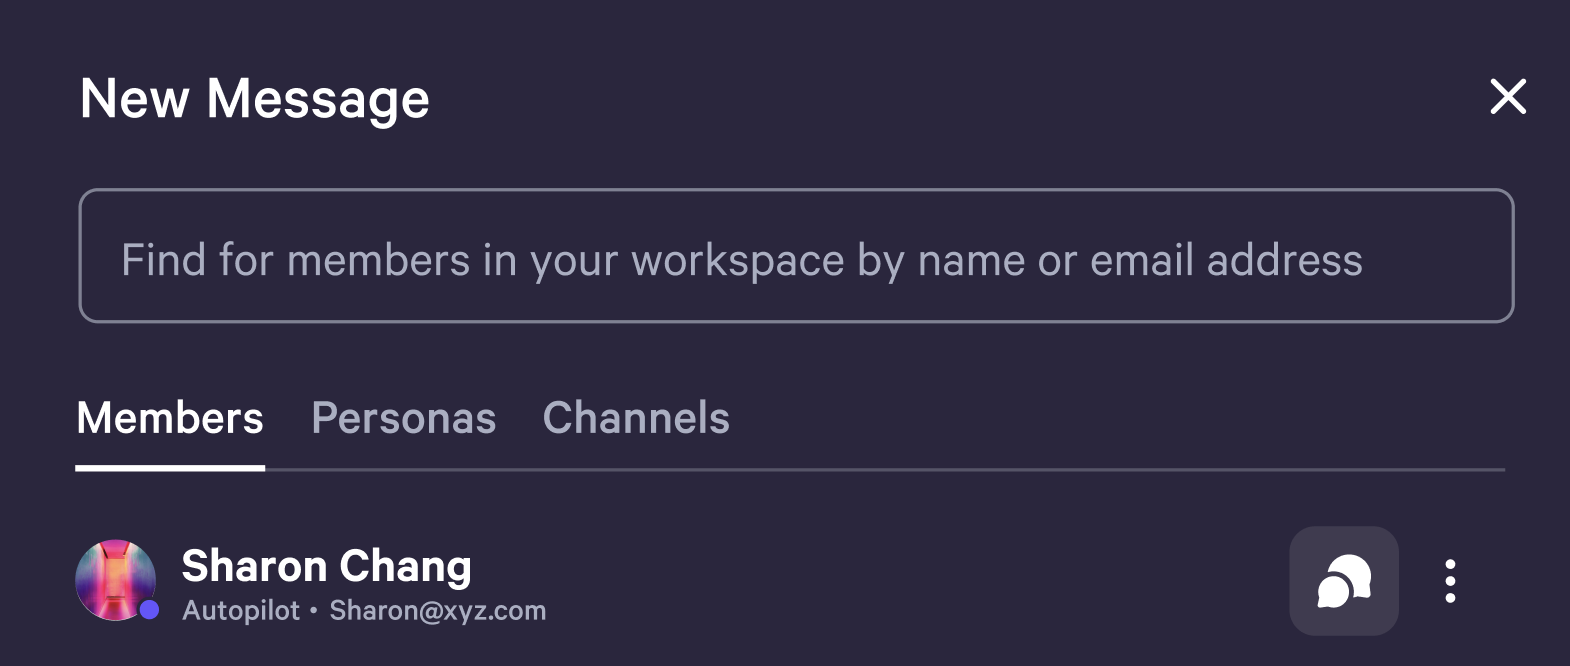 New Message
Find for members in your workspace by name or email address
Members Personas Channels
Sharon Chang
Autopilot • Sharon@xyz.com